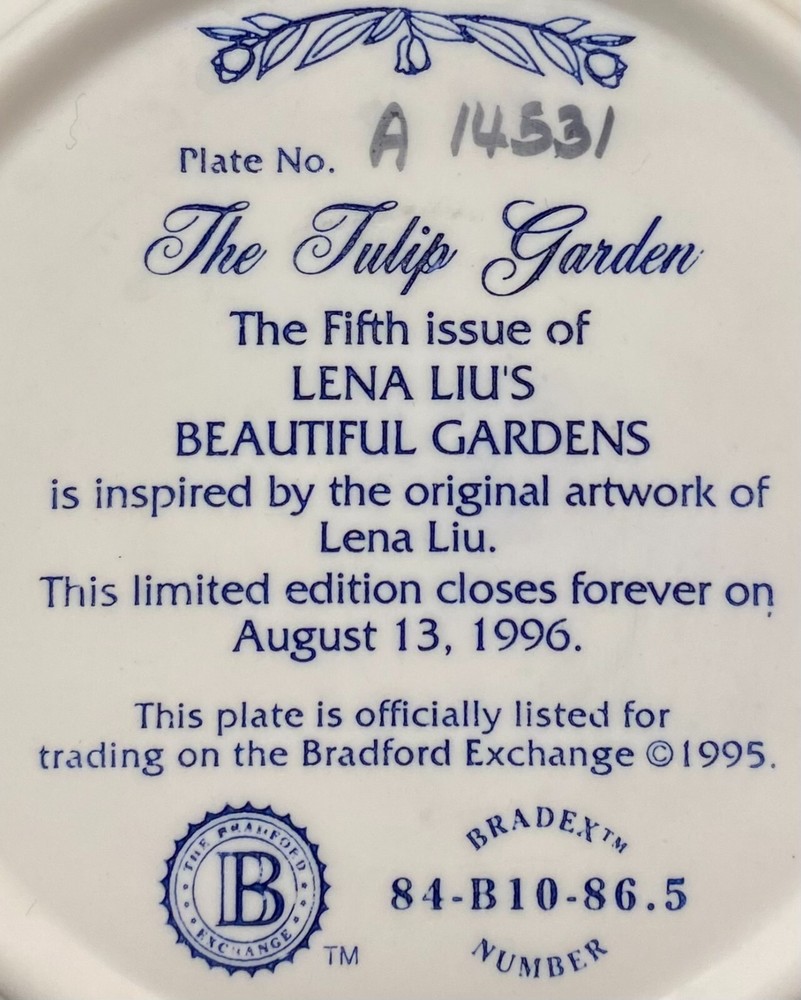 Plate No. A 14531
The Tulip Garden
The Fifth issue of
LENA LIU'S
BEAUTIFUL GARDENS
is inspired by the original artwork of
Lena Liu.
This limited edition closes forever on
August 13, 1996.
This plate is officially listed for
trading on the Bradford Exchange ©1995.
THE BRADFORD
B
EXCHANGE
TM
BRADEX™
84-B10-86.5
NUMBER